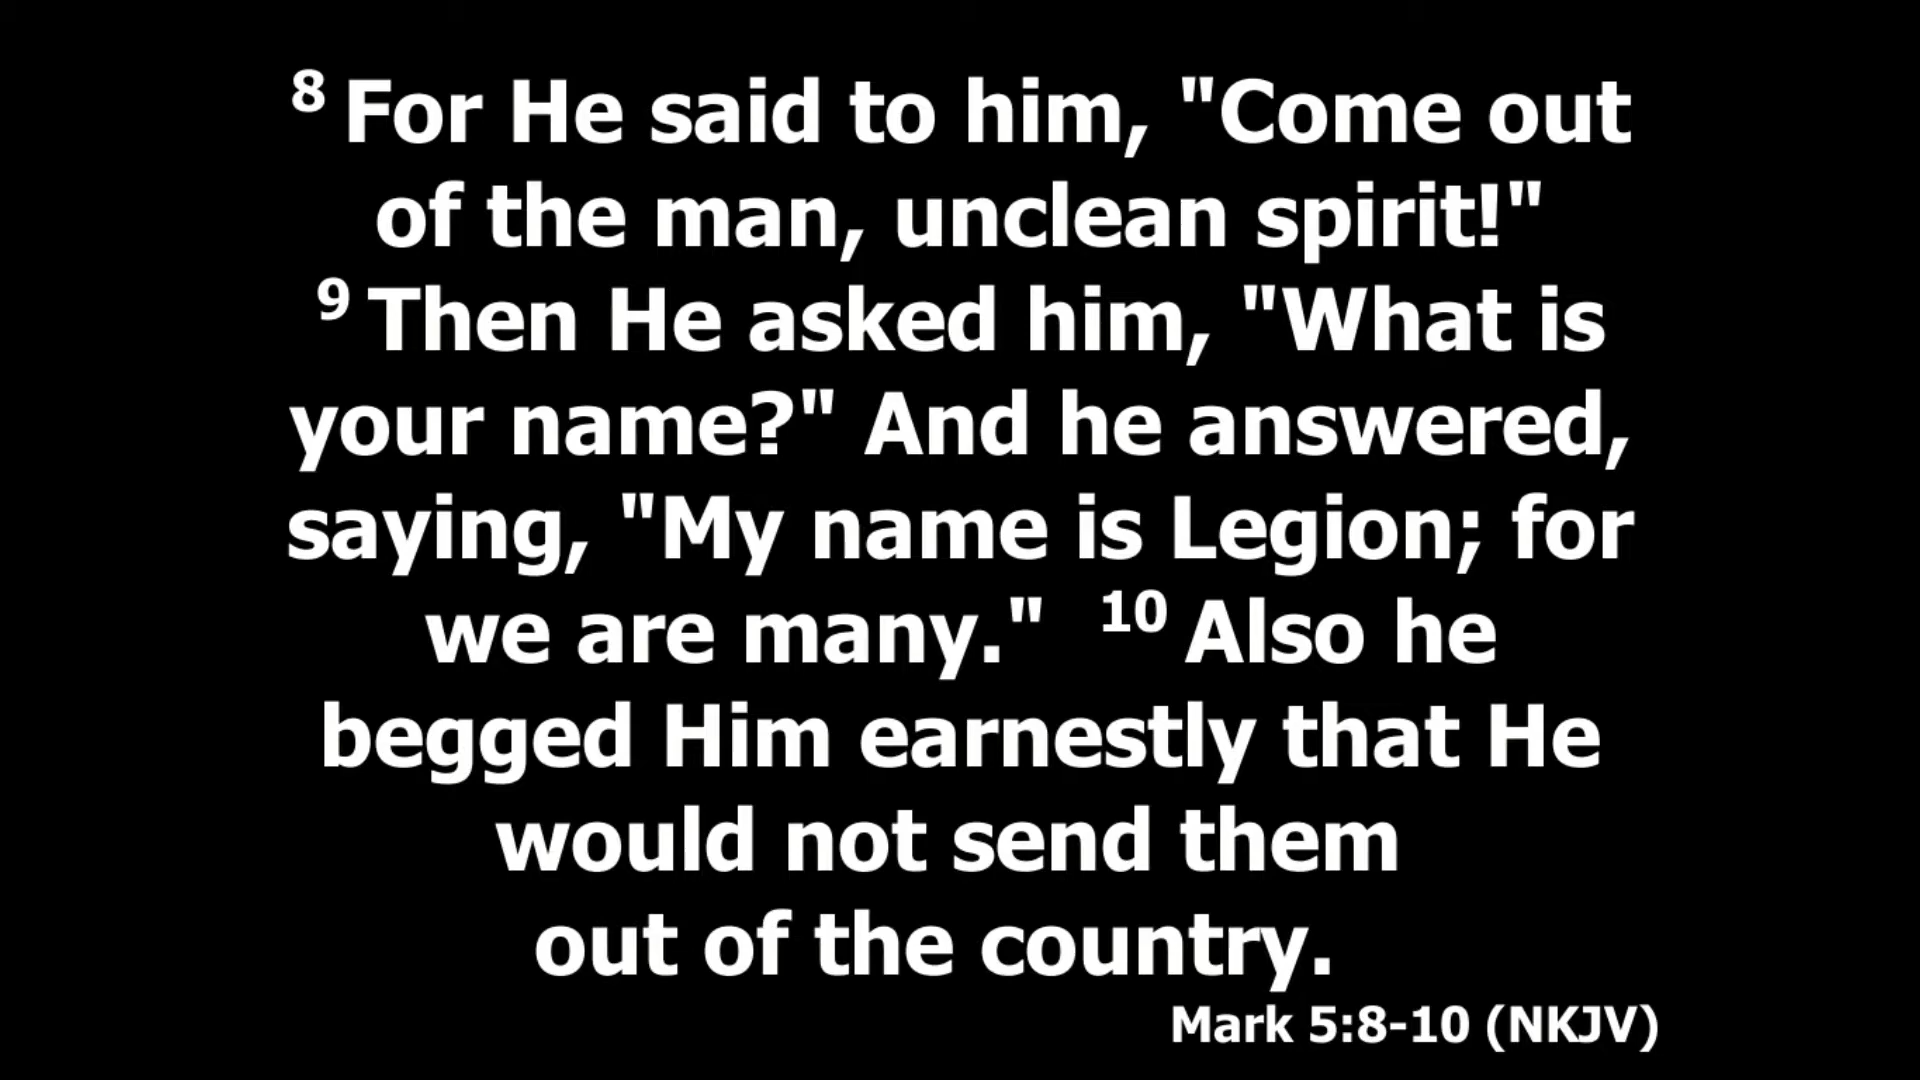 8 For He said to him, "Come out
of the man, unclean spirit!"
9 Then He asked him, "What is
your name?" And he answered,
saying, "My name is Legion; for
we are many." 10 Also he
begged Him earnestly that He
would not send them
out of the country.
Mark 5:8-10 (NKJV)